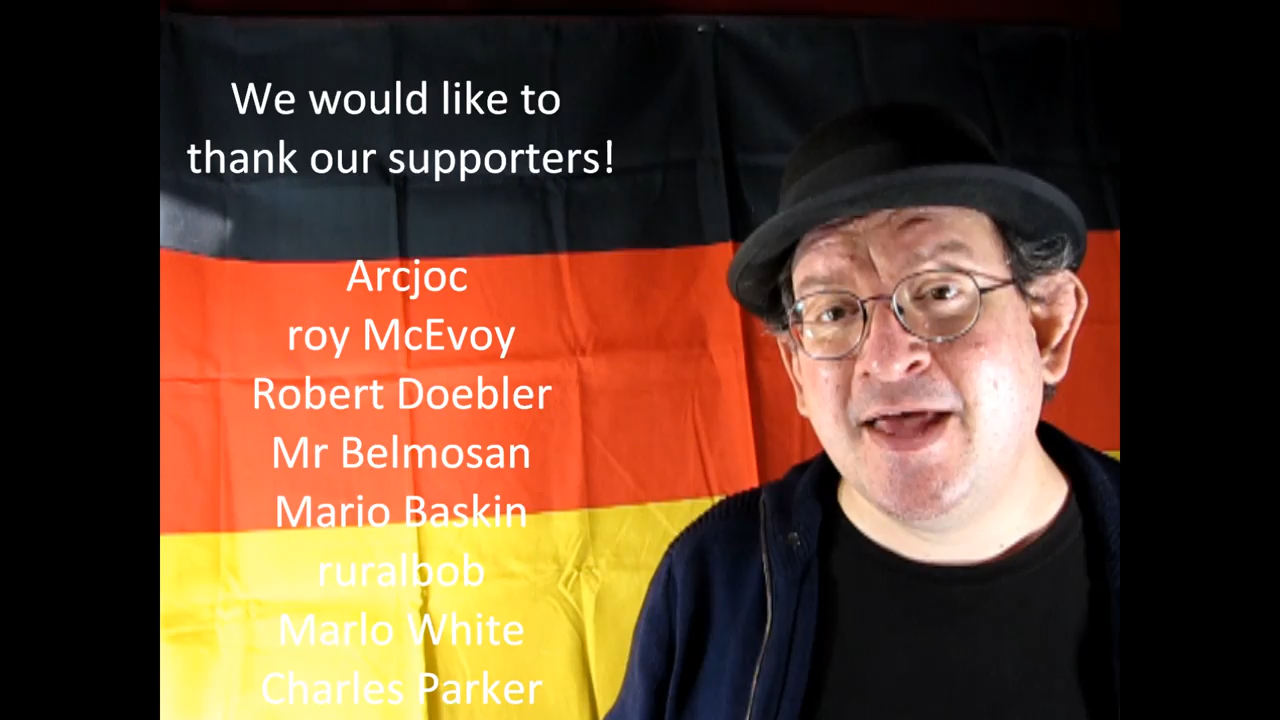 We would like to
thank our supporters!
Arcjoc
roy McEvoy
Robert Doebler
Mr Belmosan
Mario Baskin
ruralbob
Marlo White
Charles Parker